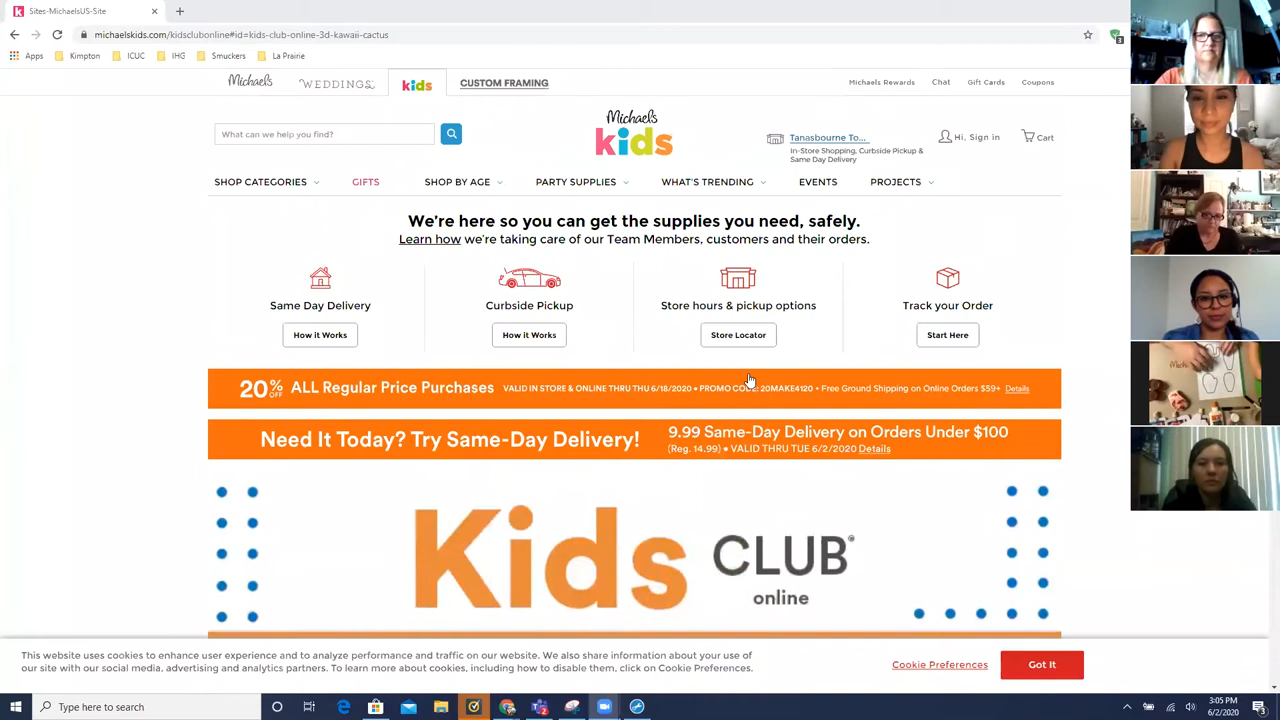 Sites-MichaelsUS-Site
michaelskids.com/kidsclubonline#id=kids-club-online-3d-kawaii-cactus
Apps Kimpton ICUC IHG Smuckers La Prairie
Michaels WEDDINGS kids CUSTOM FRAMING Michaels Rewards Chat Gift Cards Coupons
What can we help you find?
Michaels
kids
Tanasbourne To...
In-Store Shopping, Curbside Pickup &
Same Day Delivery
Hi, Sign in
Cart
SHOP CATEGORIES GIFTS SHOP BY AGE PARTY SUPPLIES WHAT'S TRENDING EVENTS PROJECTS
We're here so you can get the supplies you need, safely.
Learn how we're taking care of our Team Members, customers and their orders.
Same Day Delivery Curbside Pickup Store hours & pickup options Track your Order
How it Works How it Works Store Locator Start Here
20% OFF ALL Regular Price Purchases VALID IN STORE & ONLINE THRU THU 6/18/2020 • PROMO CODE: 20MAKE4120 • Free Ground Shipping on Online Orders $59+ Details
Need It Today? Try Same-Day Delivery! 9.99 Same-Day Delivery on Orders Under $100
(Reg. 14.99) • VALID THRU TUE 6/2/2020 Details
Kids CLUB®
online
This website uses cookies to enhance user experience and to analyze performance and traffic on our website. We also share information about your use of
our site with our social media, advertising and analytics partners. To learn more about cookies, including how to disable them, click on Cookie Preferences.
Cookie Preferences Got It
Type here to search
3:05 PM
6/2/2020